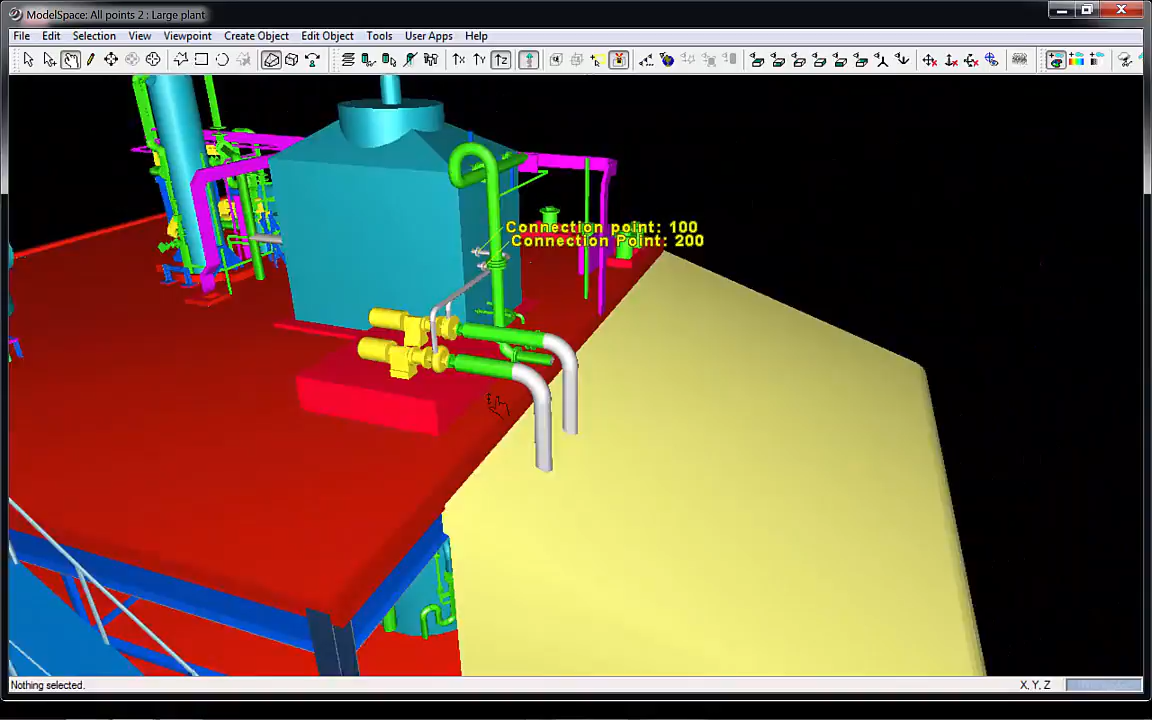 ModelSpace: All points 2 : Large plant
File Edit Selection View Viewpoint Create Object Edit Object Tools User Apps Help
Connection point: 100
Connection Point: 200
Nothing selected.
X, Y, Z